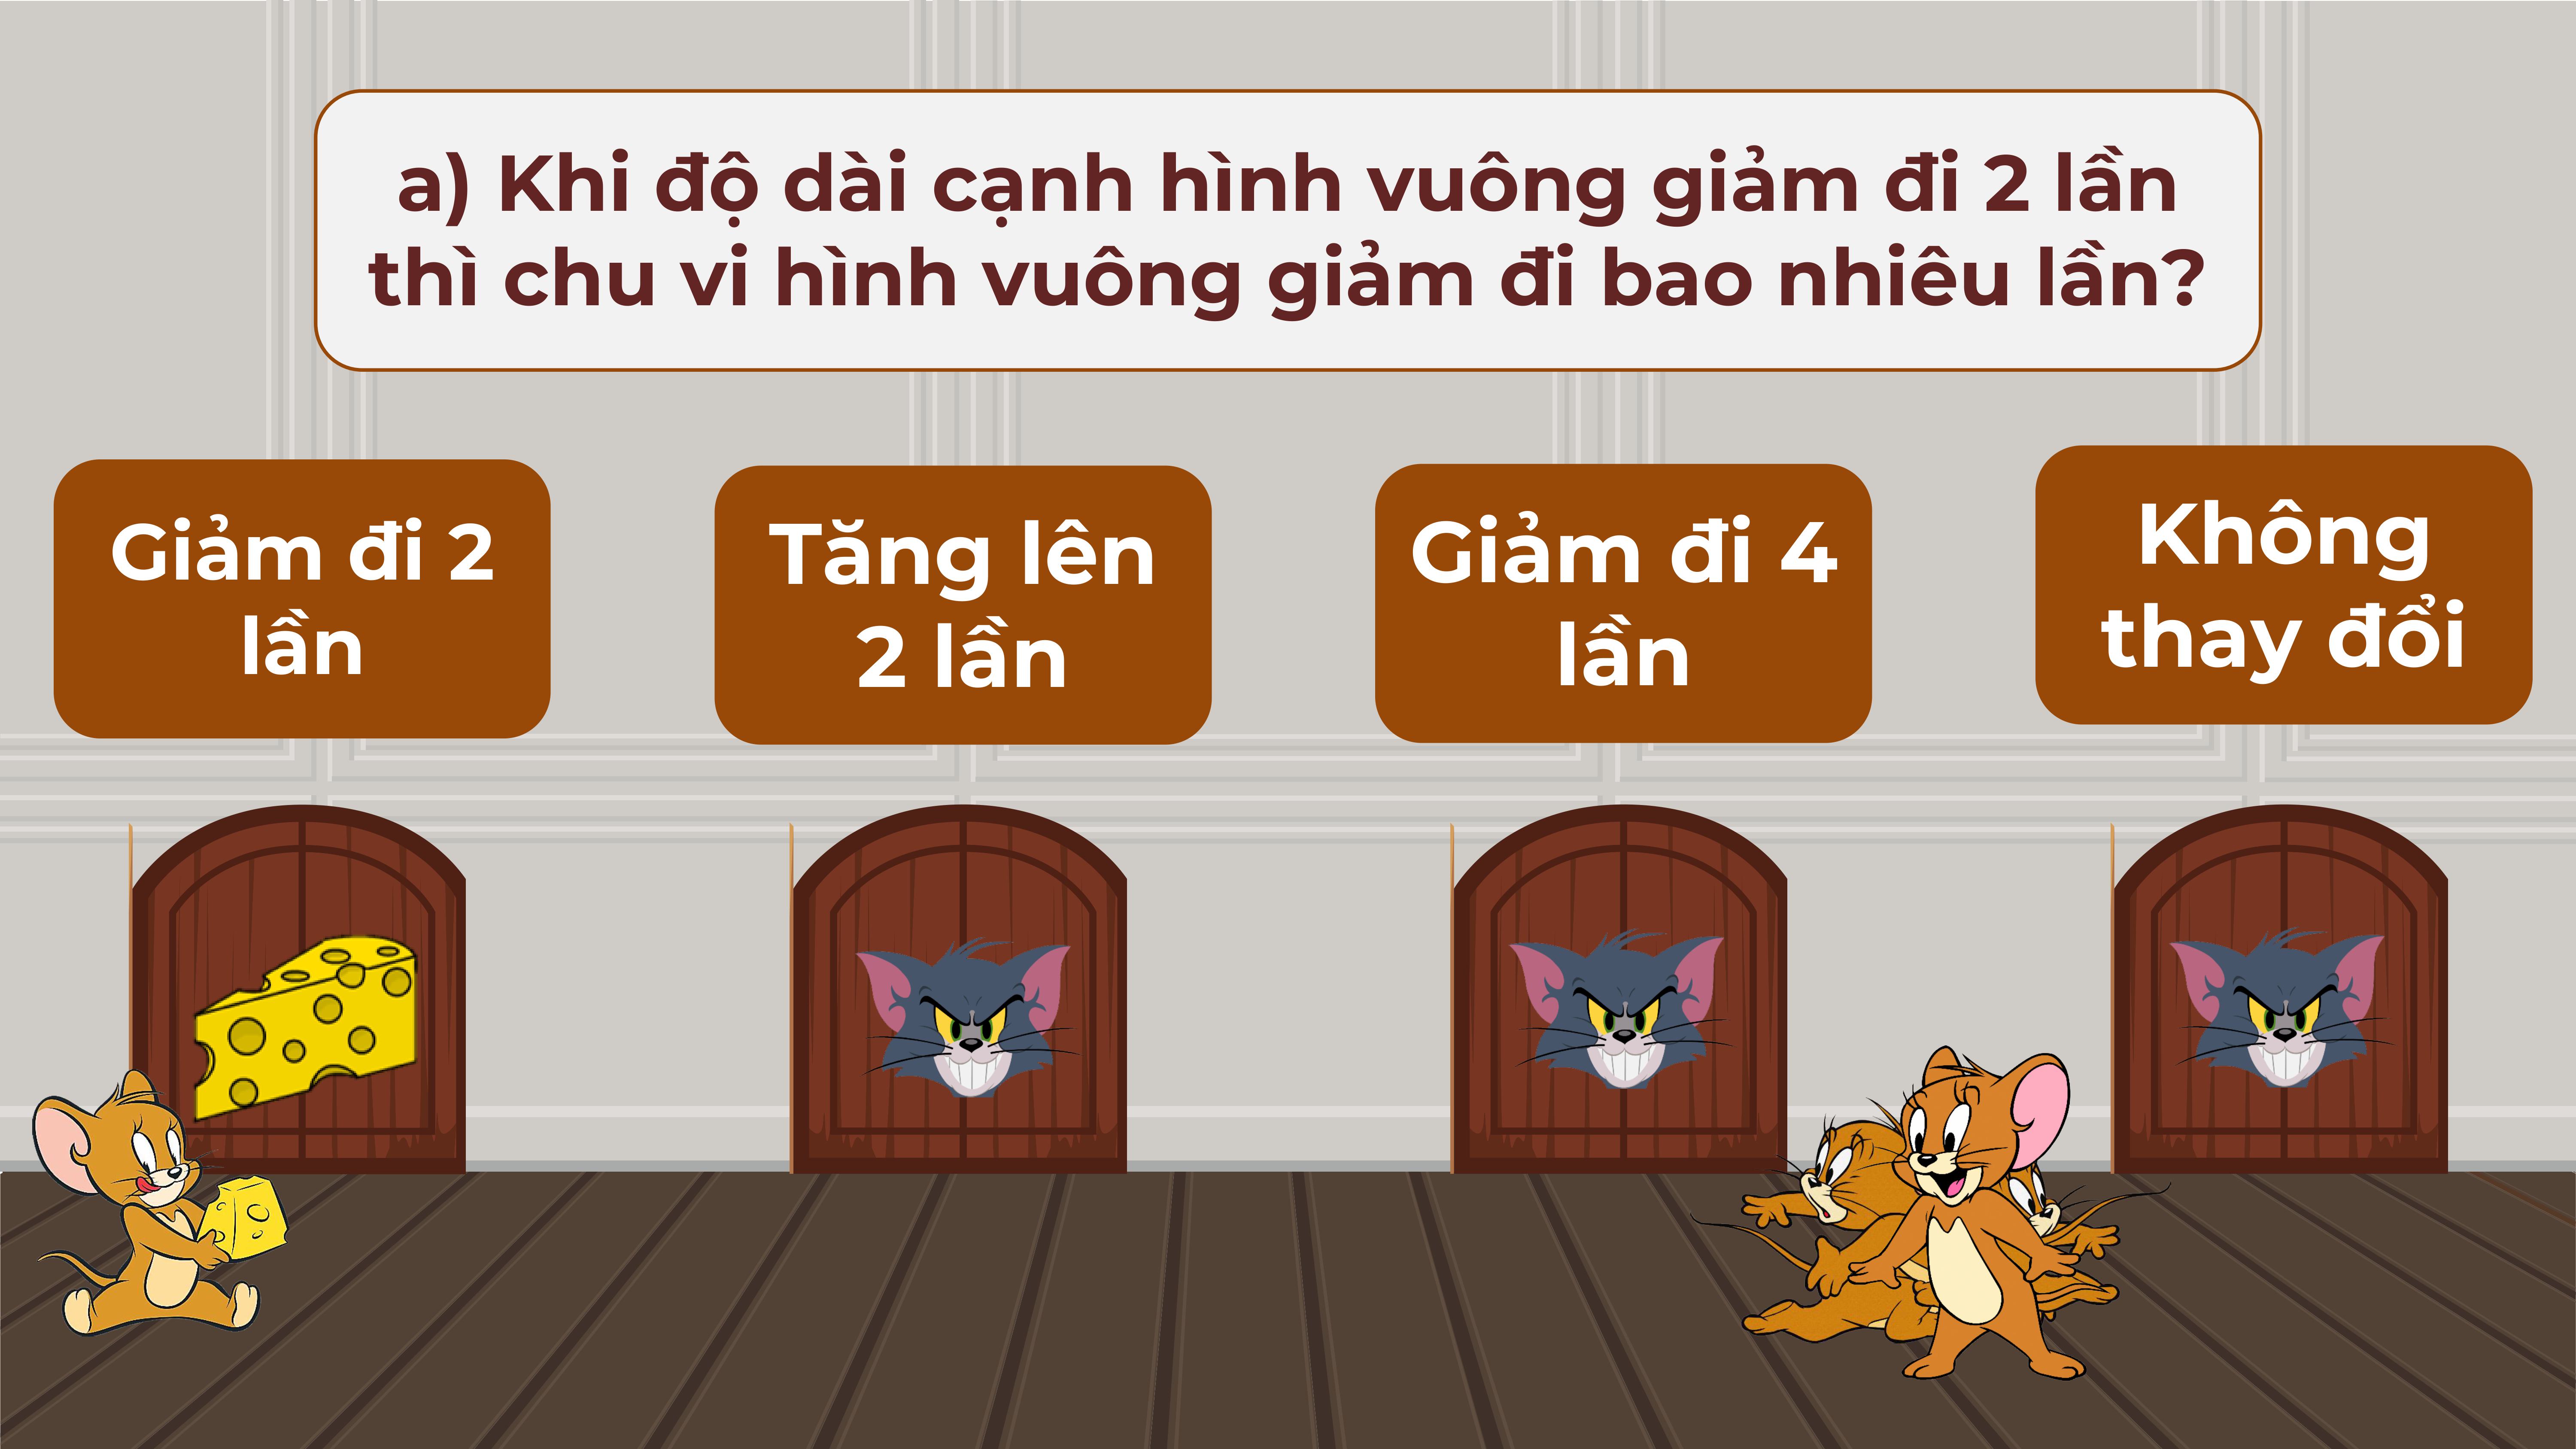 a) Khi độ dài cạnh hình vuông giảm đi 2 lần
thì chu vi hình vuông giảm đi bao nhiêu lần?
Giảm đi 2
lần
Tăng lên
2 lần
Giảm đi 4
lần
Không
thay đổi